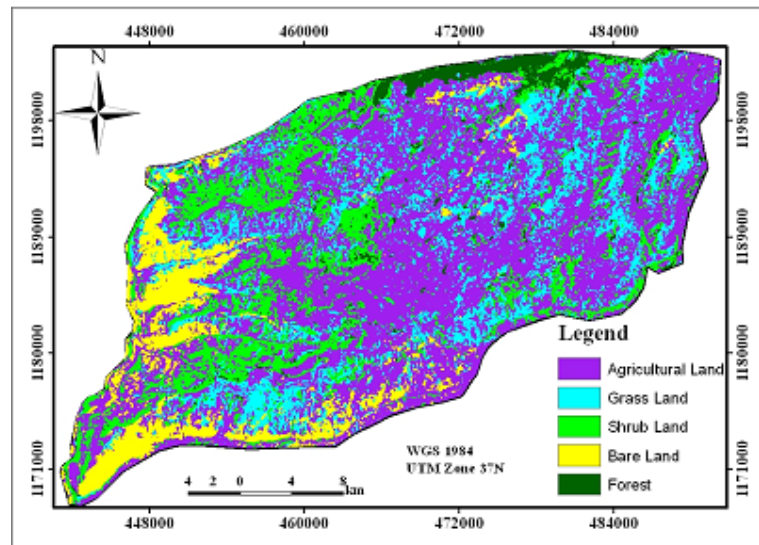 448000 460000 472000 484000
N
1198000 1198000
1189000 1189000
1180000 1180000
1171000 1171000
Legend
Agricultural Land
Grass Land
Shrub Land
Bare Land
Forest
WGS 1984
UTM Zone 37N
4 2 0 4 8
km
448000 460000 472000 484000